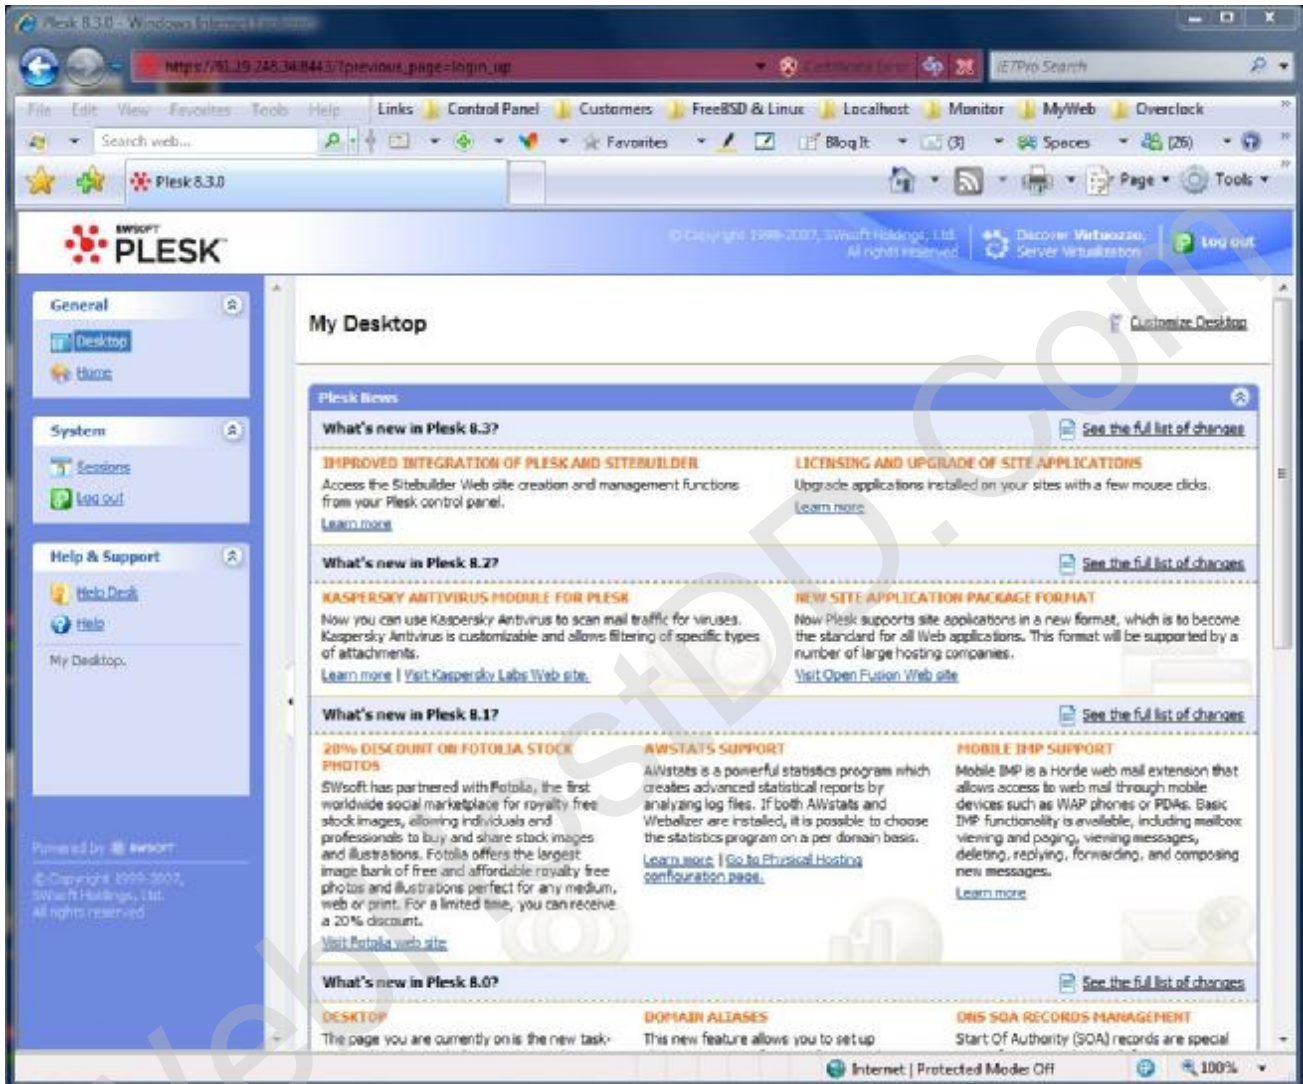 Plesk 8.3.0 - Windows Internet Explorer
https://61.19.248.34:8443/?previous_page=login_up
Certificate Error
IE7Pro Search
File Edit View Favorites Tools Help Links Control Panel Customers FreeBSD & Linux Localhost Monitor MyWeb Overclock
Search web...
Favorites Blog It (3) Spaces (26)
Plesk 8.3.0
Page Tools
SWSOFT
PLESK
© Copyright 1999-2007, SWsoft Holdings, Ltd.
All rights reserved
Discover Virtuozzo,
Server Virtualization
Log out
General
Desktop
Home
System
Sessions
Log out
Help & Support
Help Desk
Help
My Desktop.
Powered by SWSOFT
© Copyright 1999-2007,
SWsoft Holdings, Ltd.
All rights reserved
My Desktop
Customize Desktop
Plesk News
What's new in Plesk 8.3?
See the full list of changes
IMPROVED INTEGRATION OF PLESK AND SITEBUILDER
Access the Sitebuilder Web site creation and management functions
from your Plesk control panel.
Learn more
LICENSING AND UPGRADE OF SITE APPLICATIONS
Upgrade applications installed on your sites with a few mouse clicks.
Learn more
What's new in Plesk 8.2?
See the full list of changes
KASPERSKY ANTIVIRUS MODULE FOR PLESK
Now you can use Kaspersky Antivirus to scan mail traffic for viruses.
Kaspersky Antivirus is customizable and allows filtering of specific types
of attachments.
Learn more | Visit Kaspersky Labs Web site.
NEW SITE APPLICATION PACKAGE FORMAT
Now Plesk supports site applications in a new format, which is to become
the standard for all Web applications. This format will be supported by a
number of large hosting companies.
Visit Open Fusion Web site
What's new in Plesk 8.1?
See the full list of changes
20% DISCOUNT ON FOTOLIA STOCK
PHOTOS
SWsoft has partnered with Fotolia, the first
worldwide social marketplace for royalty free
stock images, allowing individuals and
professionals to buy and share stock images
and illustrations. Fotolia offers the largest
image bank of free and affordable royalty free
photos and illustrations perfect for any medium,
web or print. For a limited time, you can receive
a 20% discount.
Visit Fotolia web site
AWSTATS SUPPORT
AWstats is a powerful statistics program which
creates advanced statistical reports by
analyzing log files. If both AWstats and
Webalizer are installed, it is possible to choose
the statistics program on a per domain basis.
Learn more | Go to Physical Hosting
configuration page.
MOBILE IMP SUPPORT
Mobile IMP is a Horde web mail extension that
allows access to web mail through mobile
devices such as WAP phones or PDAs. Basic
IMP functionality is available, including mailbox
viewing and paging, viewing messages,
deleting, replying, forwarding, and composing
new messages.
Learn more
What's new in Plesk 8.0?
See the full list of changes
DESKTOP
The page you are currently on is the new task-
DOMAIN ALIASES
This new feature allows you to set up
DNS SOA RECORDS MANAGEMENT
Start Of Authority (SOA) records are special
Internet | Protected Mode: Off
100%
WebHostDD.Com